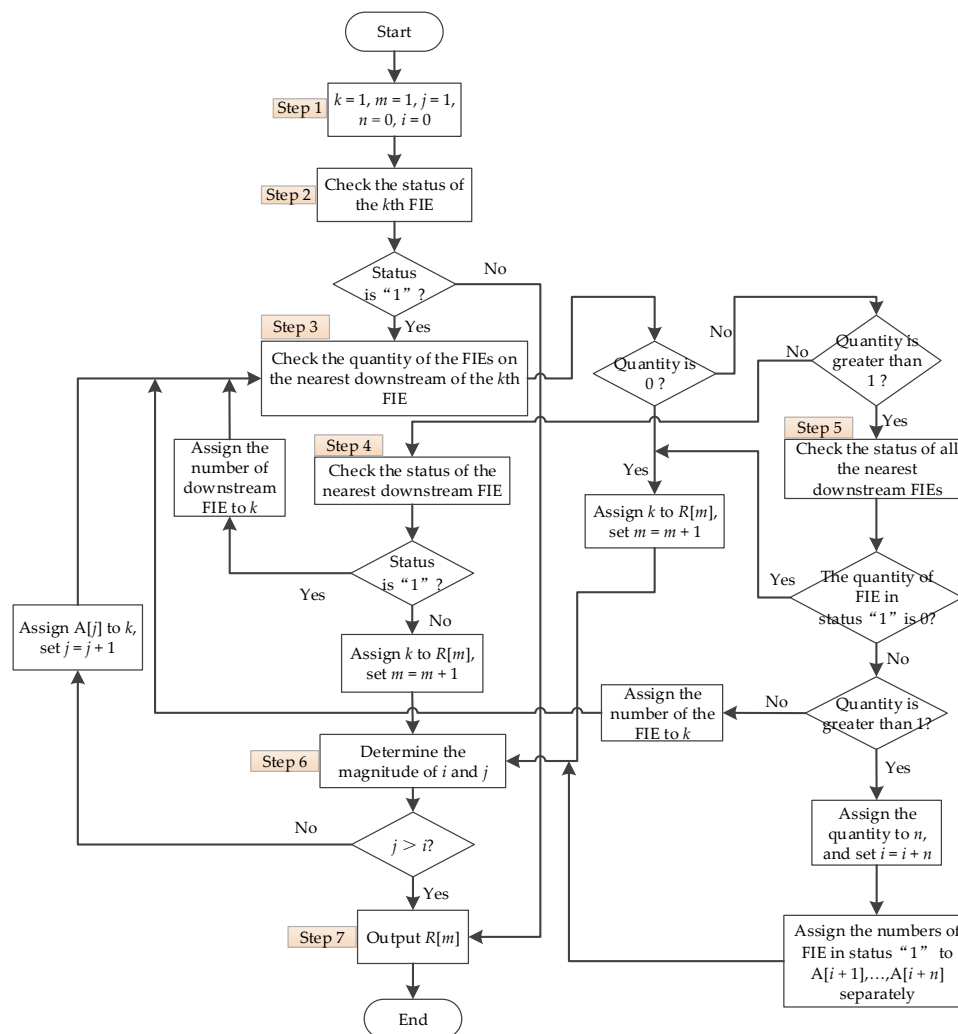 Start
Step 1
k = 1, m = 1, j = 1,
n = 0, i = 0
Step 2
Check the status of
the kth FIE
Status
is “1” ?
No
Yes
Step 3
Check the quantity of the FIEs on
the nearest downstream of the kth
FIE
Quantity is
0 ?
No
Yes
Quantity is
greater than
1 ?
No
Yes
Step 4
Check the status of the
nearest downstream FIE
Assign the
number of
downstream
FIE to k
Status
is “1” ?
Yes
No
Assign k to R[m],
set m = m + 1
Assign k to R[m],
set m = m + 1
Step 5
Check the status of all
the nearest
downstream FIEs
The quantity of
FIE in
status “1” is 0?
Yes
No
Quantity is
greater than 1?
No
Yes
Assign the
number of the
FIE to k
Assign the
quantity to n,
and set i = i + n
Assign the numbers of
FIE in status “1” to
A[i + 1],…,A[i + n]
separately
Assign A[j] to k,
set j = j + 1
Step 6
Determine the
magnitude of i and j
j > i?
No
Yes
Step 7
Output R[m]
End